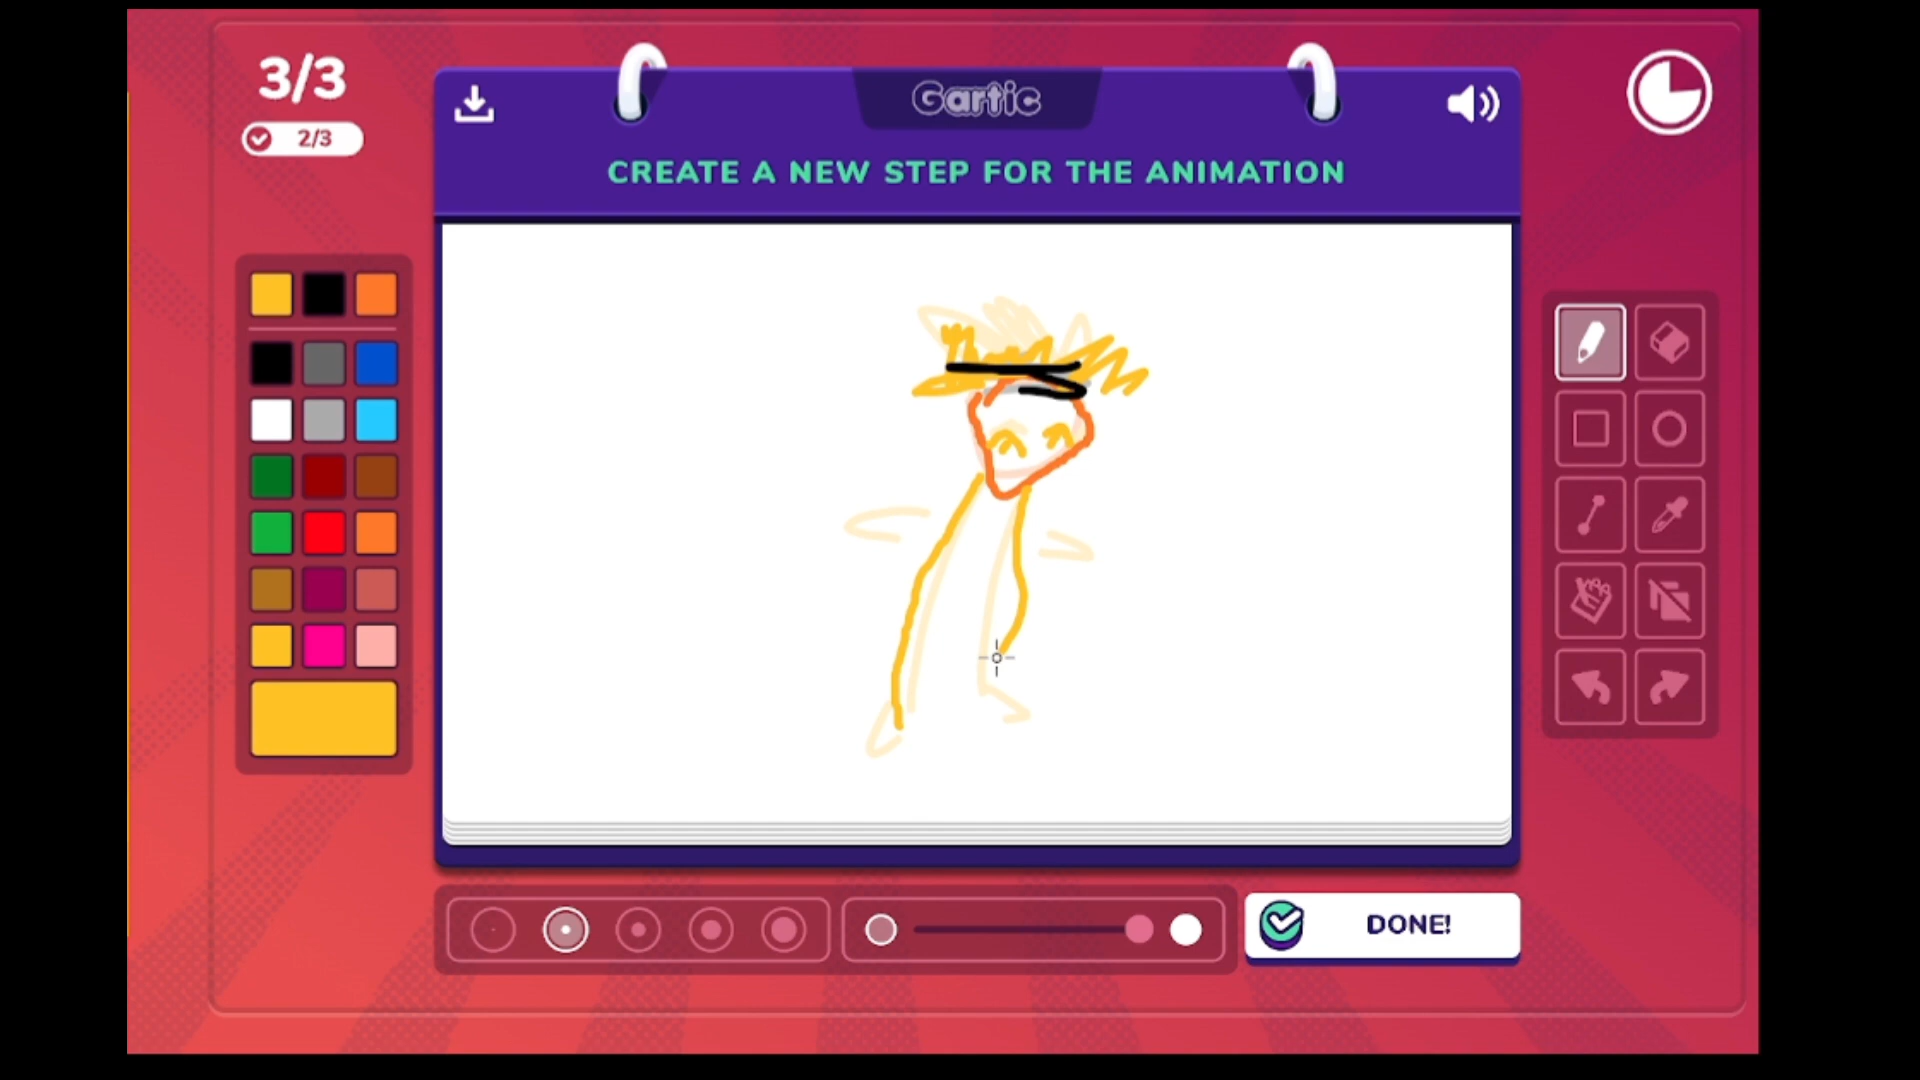 3/3
2/3
Gartic
CREATE A NEW STEP FOR THE ANIMATION
DONE!